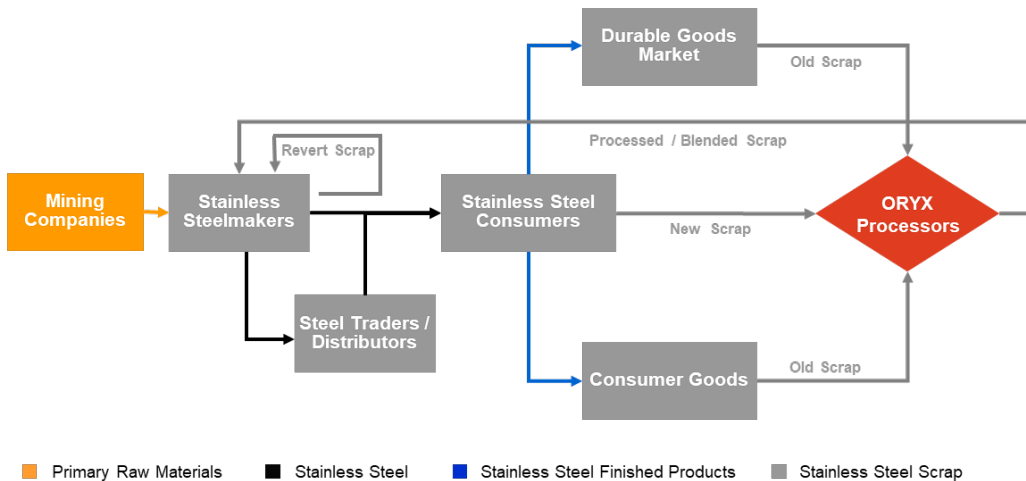 Durable Goods
Market
Old Scrap
Processed / Blended Scrap
Revert Scrap
Mining
Companies
Stainless
Steelmakers
Stainless Steel
Consumers
New Scrap
ORYX
Processors
Steel Traders /
Distributors
Consumer Goods
Old Scrap
Primary Raw Materials
Stainless Steel
Stainless Steel Finished Products
Stainless Steel Scrap